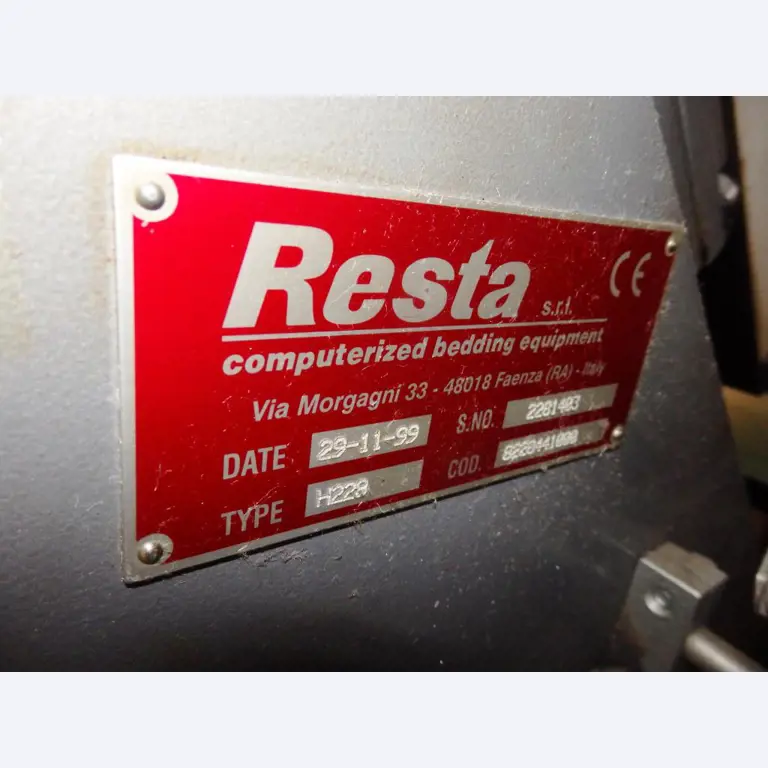 Resta s.r.l.
CE
computerized bedding equipment
Via Morgagni 33 - 48018 Faenza (RA) - Italy
DATE 29-11-99 S.NO. 2281403
TYPE H228 COD.